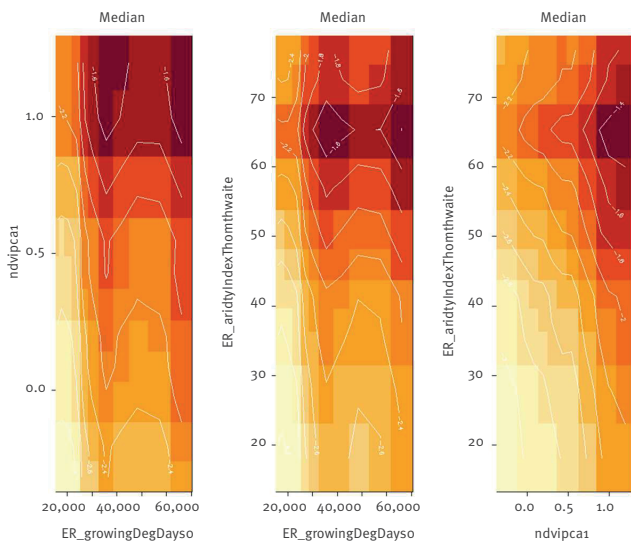 Median
Median
Median
ndvipca1
1.0
0.5
0.0
20,000 40,000 60,000
ER_growingDegDays0
ER_aridtyIndexThomthwaite
70
60
50
40
30
20
20,000 40,000 60,000
ER_growingDegDays0
ER_aridtyIndexThomthwaite
70
60
50
40
30
20
0.0 0.5 1.0
ndvipca1